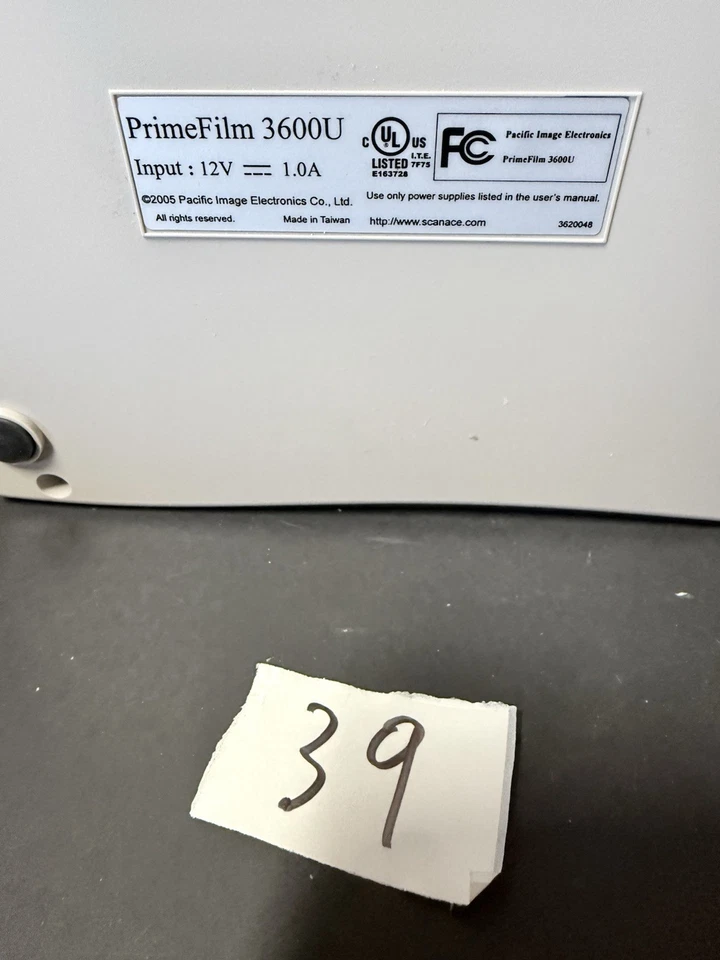 PrimeFilm 3600U
Input : 12V ⎓ 1.0A
©2005 Pacific Image Electronics Co., Ltd.
All rights reserved. Made in Taiwan
C UL US
LISTED I.T.E. 7F75
E163728
FC Pacific Image Electronics
PrimeFilm 3600U
Use only power supplies listed in the user's manual.
http://www.scanace.com 3620048
39